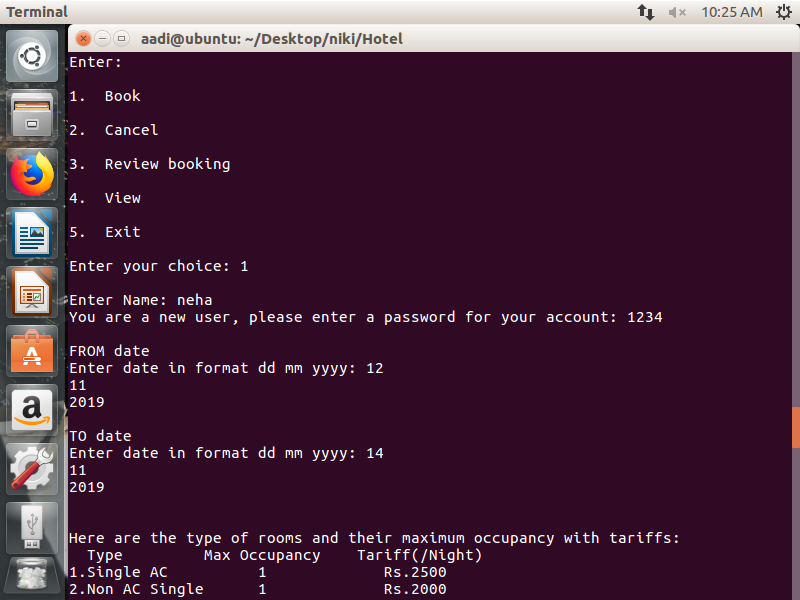 Terminal
10:25 AM
aadi@ubuntu: ~/Desktop/niki/Hotel
Enter:
1.  Book
2.  Cancel
3.  Review booking
4.  View
5.  Exit
Enter your choice: 1
Enter Name: neha
You are a new user, please enter a password for your account: 1234
FROM date
Enter date in format dd mm yyyy: 12
11
2019
TO date
Enter date in format dd mm yyyy: 14
11
2019
Here are the type of rooms and their maximum occupancy with tariffs:
Type         Max Occupancy    Tariff(/Night)
1.Single AC          1             Rs.2500
2.Non AC Single      1             Rs.2000